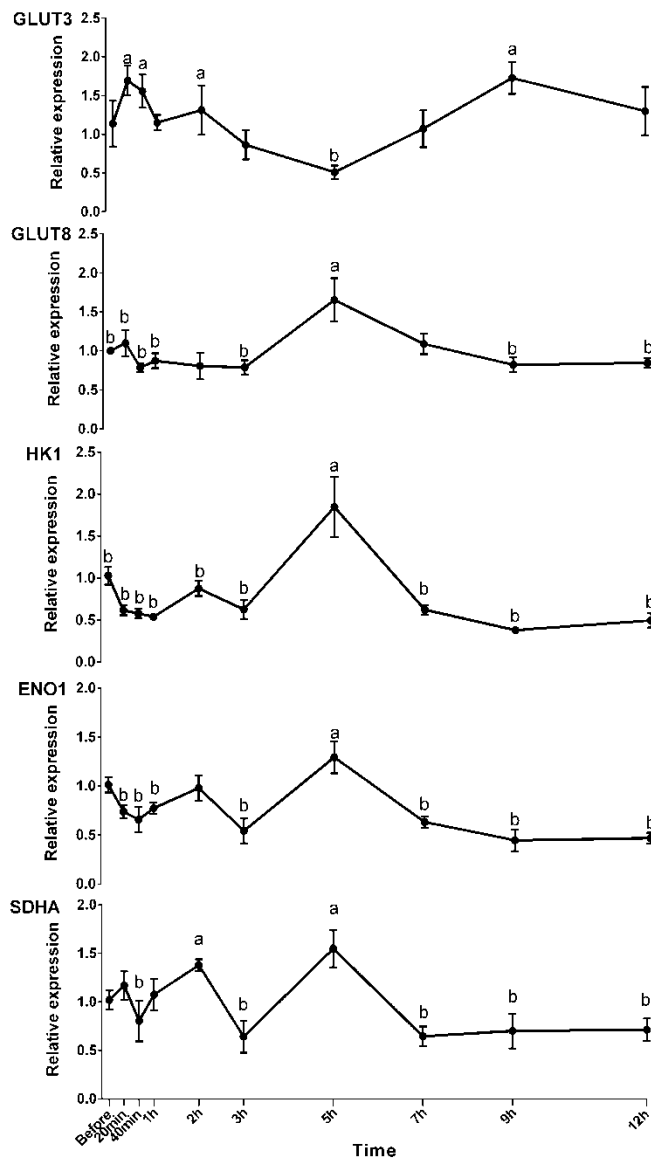 GLUT3
2.5
2.0
1.5
1.0
0.5
0.0
Relative expression
a a a b a
GLUT8
2.5
2.0
1.5
1.0
0.5
0.0
Relative expression
b b b b b a b b
HK1
2.5
2.0
1.5
1.0
0.5
0.0
Relative expression
b b b b b b a b b b
ENO1
2.0
1.5
1.0
0.5
0.0
Relative expression
b b b b a b b b
SDHA
2.0
1.5
1.0
0.5
0.0
Relative expression
b a b a b b b
Before 20min 40min 1h 2h 3h 5h 7h 9h 12h
Time